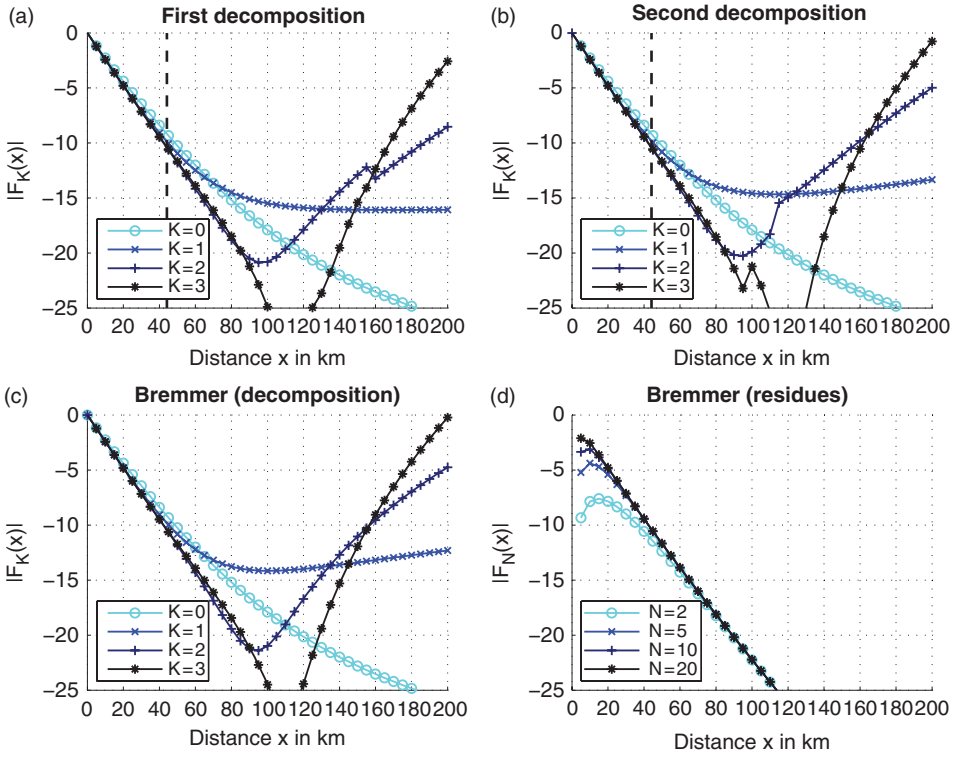 (a)
First decomposition
0
−5
−10
−15
−20
−25
|F_K(x)|
K=0
K=1
K=2
K=3
0 20 40 60 80 100 120 140 160 180 200
Distance x in km
(b)
Second decomposition
0
−5
−10
−15
−20
−25
|F_K(x)|
K=0
K=1
K=2
K=3
0 20 40 60 80 100 120 140 160 180 200
Distance x in km
(c)
Bremmer (decomposition)
0
−5
−10
−15
−20
−25
|F_K(x)|
K=0
K=1
K=2
K=3
0 20 40 60 80 100 120 140 160 180 200
Distance x in km
(d)
Bremmer (residues)
0
−5
−10
−15
−20
−25
|F_N(x)|
N=2
N=5
N=10
N=20
0 20 40 60 80 100 120 140 160 180 200
Distance x in km